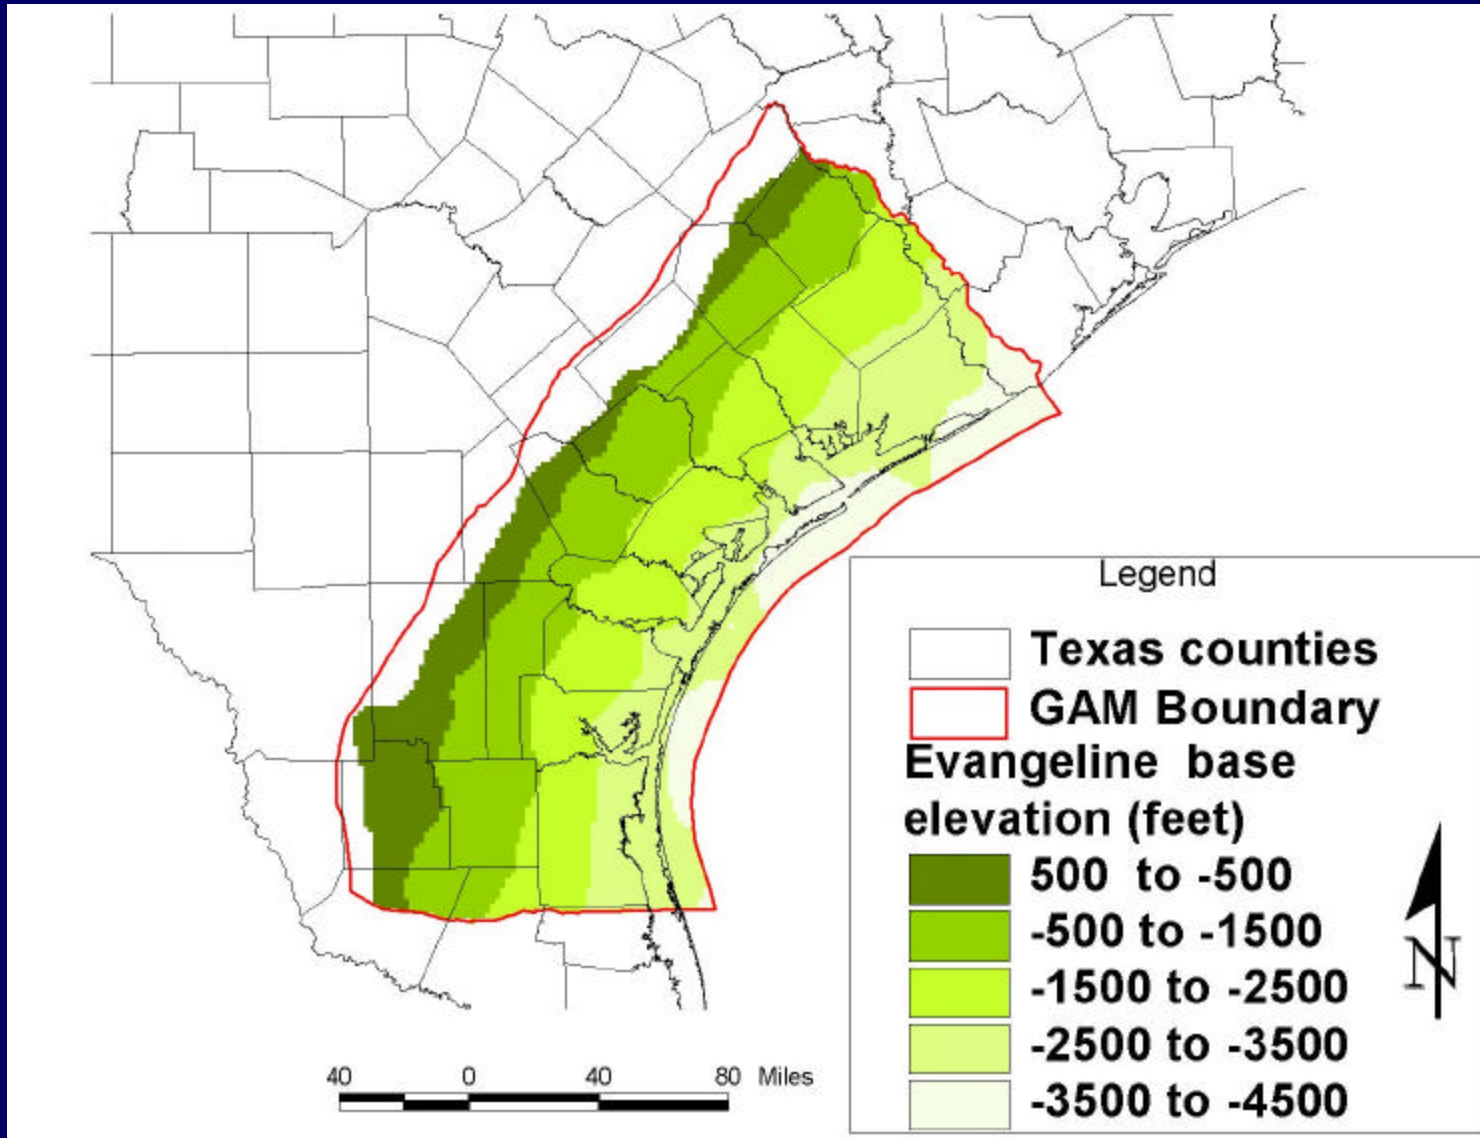 Legend
Texas counties
GAM Boundary
Evangeline base
elevation (feet)
500 to -500
-500 to -1500
-1500 to -2500
-2500 to -3500
-3500 to -4500
N
40 0 40 80 Miles